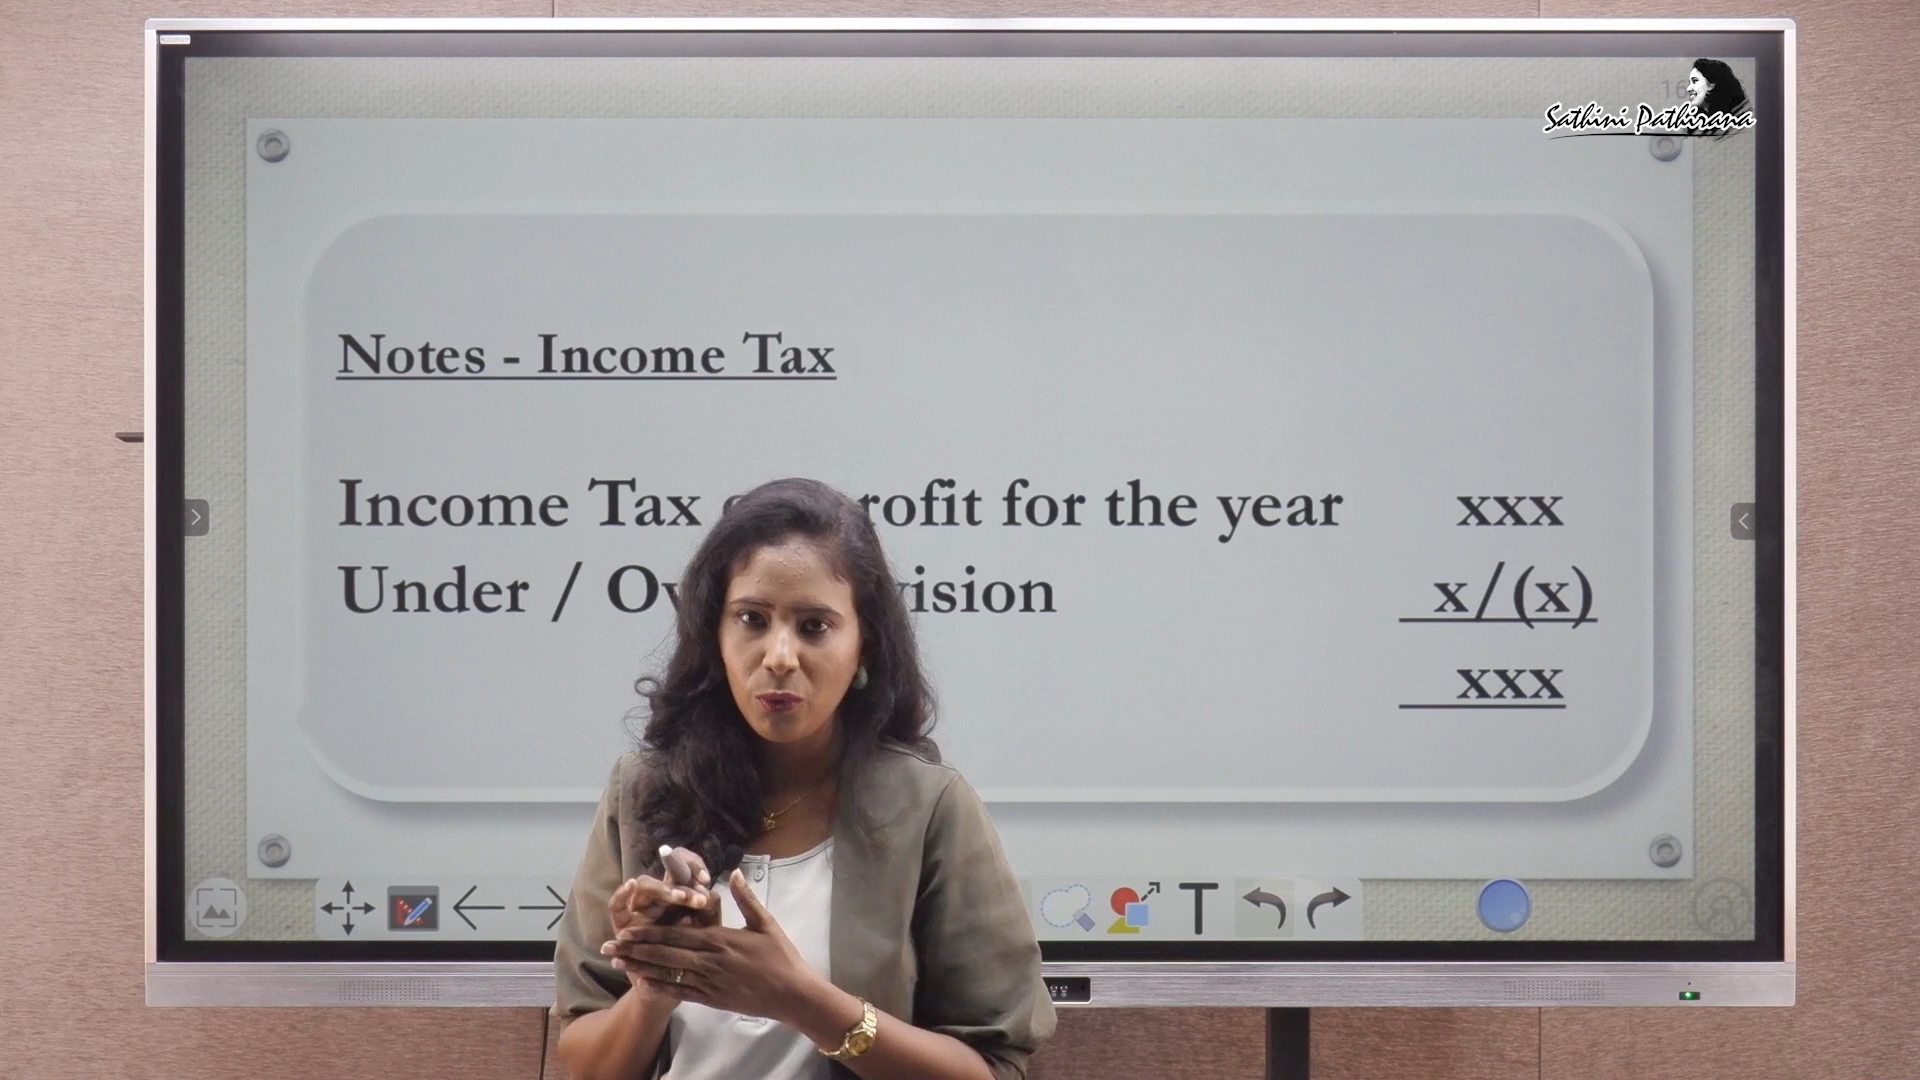 Sathini Pathirana
Notes - Income Tax
Income Tax rofit for the year xxx
Under / Ov ision x/(x)
xxx